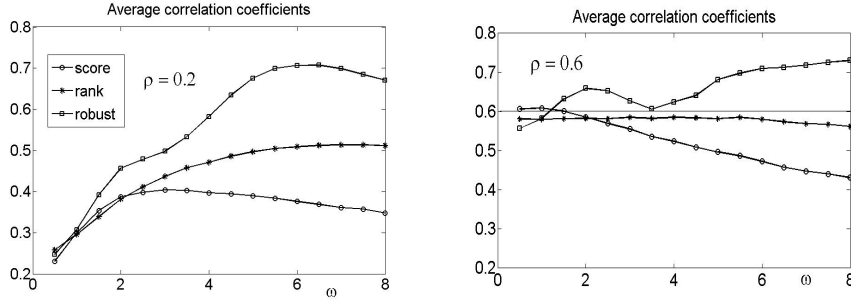 Average correlation coefficients
0.8
0.7
0.6
0.5
0.4
0.3
0.2
score
rank
robust
ρ = 0.2
0 2 4 6 8
ω
Average correlation coefficients
0.8
0.7
0.6
0.5
0.4
0.3
0.2
ρ = 0.6
0 2 4 6 8
ω